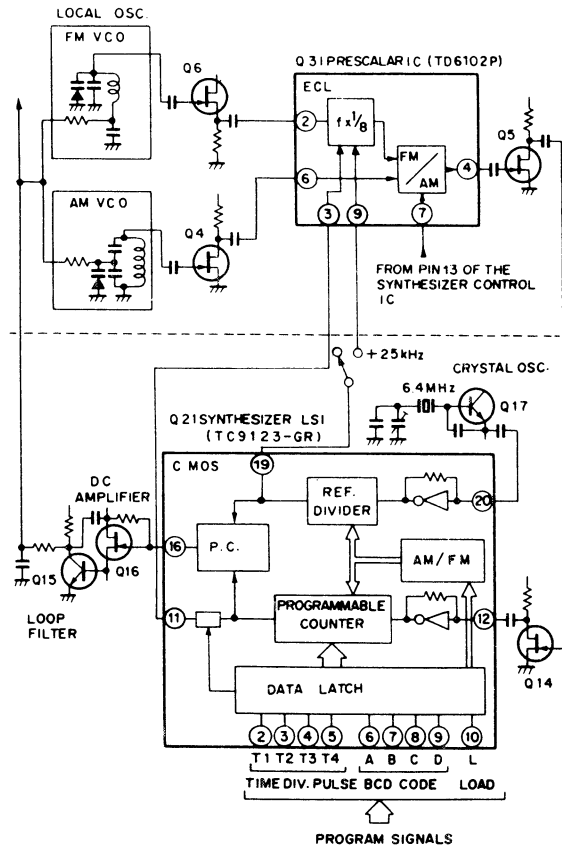 LOCAL OSC.
FM VCO
Q6
Q31 PRESCALAR IC (TD6102P)
ECL
2
f x 1/8
FM
AM
4
Q5
6
3
9
7
AM VCO
Q4
FROM PIN 13 OF THE
SYNTHESIZER CONTROL
IC
+25kHz
CRYSTAL OSC.
6.4MHz
Q17
Q21 SYNTHESIZER LSI
(TC9123-GR)
C MOS
19
DC
AMPLIFIER
REF.
DIVIDER
20
16
P.C.
AM/FM
Q15
Q16
LOOP
FILTER
11
PROGRAMMABLE
COUNTER
12
Q14
DATA LATCH
2 3 4 5 6 7 8 9 10
T1 T2 T3 T4 A B C D L
TIME DIV. PULSE BCD CODE LOAD
PROGRAM SIGNALS